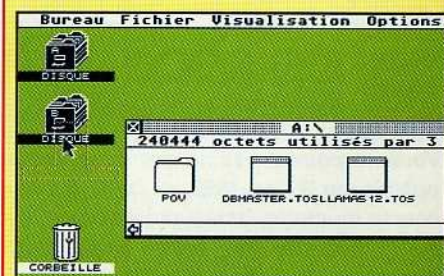 Bureau Fichier Visualisation Options
A
DISQUE
B
DISQUE
A:\
240444 octets utilisés par 3
POV
DBMASTER.TOS
LLAMAS12.TOS
CORBEILLE